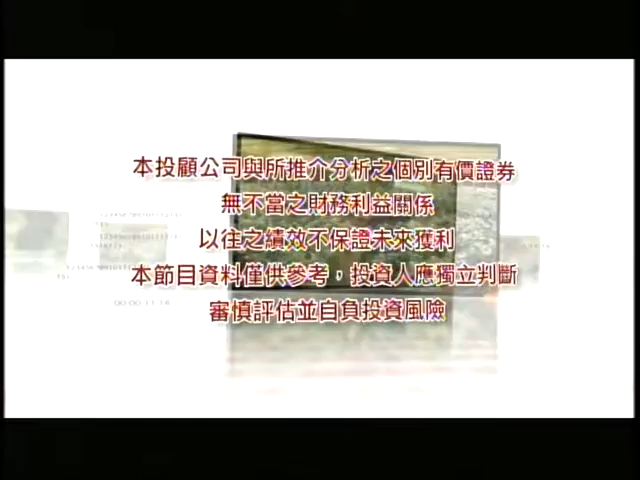 本投顧公司與所推介分析之個別有價證券
無不當之財務利益關係
以往之績效不保證未來獲利
本節目資料僅供參考，投資人應獨立判斷
審慎評估並自負投資風險